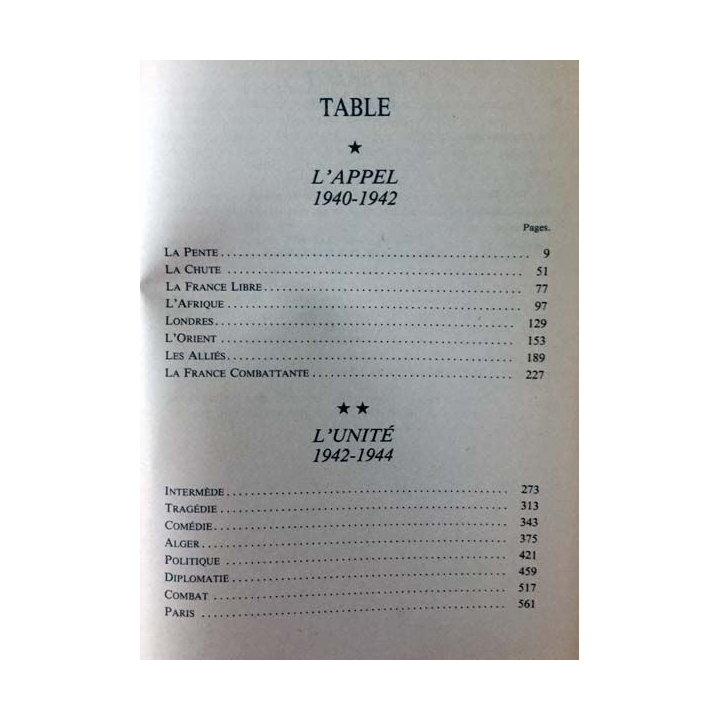 TABLE
★
L'APPEL
1940-1942
Pages.
LA PENTE 9
LA CHUTE 51
LA FRANCE LIBRE 77
L'AFRIQUE 97
LONDRES 129
L'ORIENT 153
LES ALLIÉS 189
LA FRANCE COMBATTANTE 227
★ ★
L'UNITÉ
1942-1944
INTERMÈDE 273
TRAGÉDIE 313
COMÉDIE 343
ALGER 375
POLITIQUE 421
DIPLOMATIE 459
COMBAT 517
PARIS 561